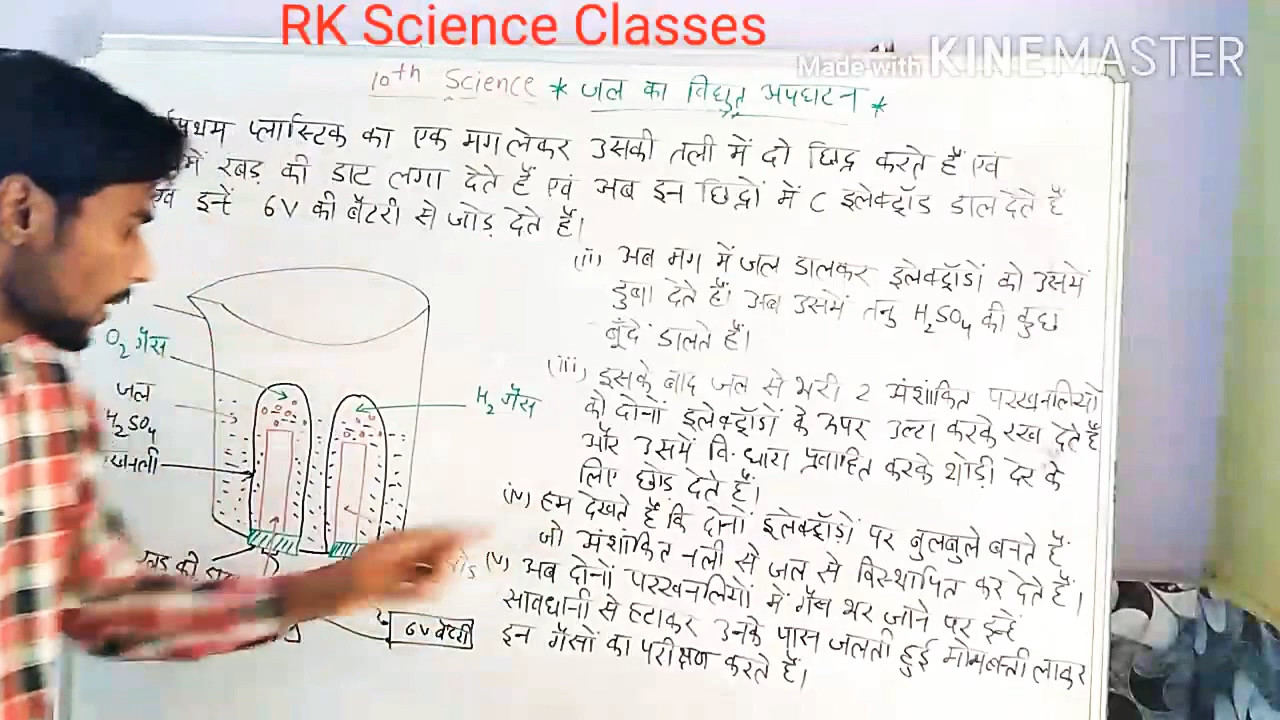 RK Science Classes
Made with KINEMASTER
10th Science * जल का विद्युत अपघटन *
प्लास्टिक का एक मग लेकर उसकी तली में दो छिद्र करते हैं एवं
में रबड़ की डाट लगा देते हैं एवं अब इन छिद्रों में C इलेक्ट्रॉड डाल देते हैं
एवं इन्हें 6V की बैटरी से जोड़ देते हैं।
(ii) अब मग में जल डालकर इलेक्ट्रॉडों को उसमें
डुबा देते हैं। अब उसमें तनु H₂SO₄ की कुछ
बूँदें डालते हैं।
(iii) इसके बाद जल से भरी 2 मंशांकित परखनलियों
को दोनों इलेक्ट्रॉडों के ऊपर उल्टा करके रख देते हैं
और उसमें वि. धारा प्रवाहित करके थोड़ी देर के
लिए छोड़ देते हैं।
(iv) हम देखते हैं कि दोनों इलेक्ट्रॉडों पर बुलबुले बनते हैं
जो मंशांकित नली से जल से विस्थापित कर देते हैं।
(v) अब दोनों परखनलियों में गैस भर जाने पर इन्हें
सावधानी से हटाकर उनके पास जलती हुई मोमबत्ती लाकर
इन गैसों का परीक्षण करते हैं।
O₂ गैस
जल
H₂SO₄
H₂ गैस
6V बैटरी